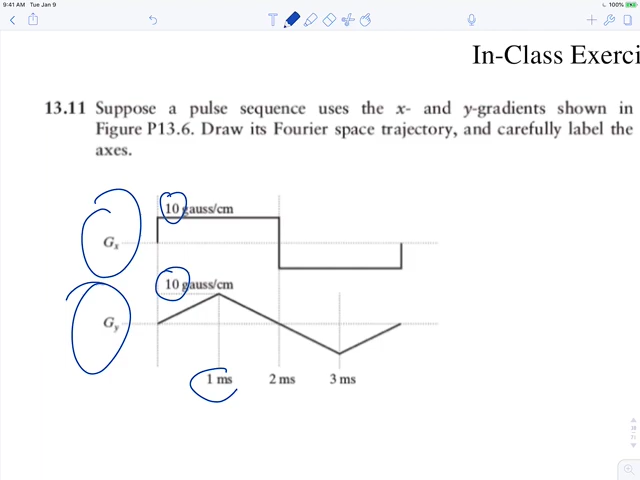 9:41 AM Tue Jan 9
100%
In-Class Exerci
13.11 Suppose a pulse sequence uses the x- and y-gradients shown in
Figure P13.6. Draw its Fourier space trajectory, and carefully label the
axes.
10 gauss/cm
Gx
10 gauss/cm
Gy
1 ms 2 ms 3 ms